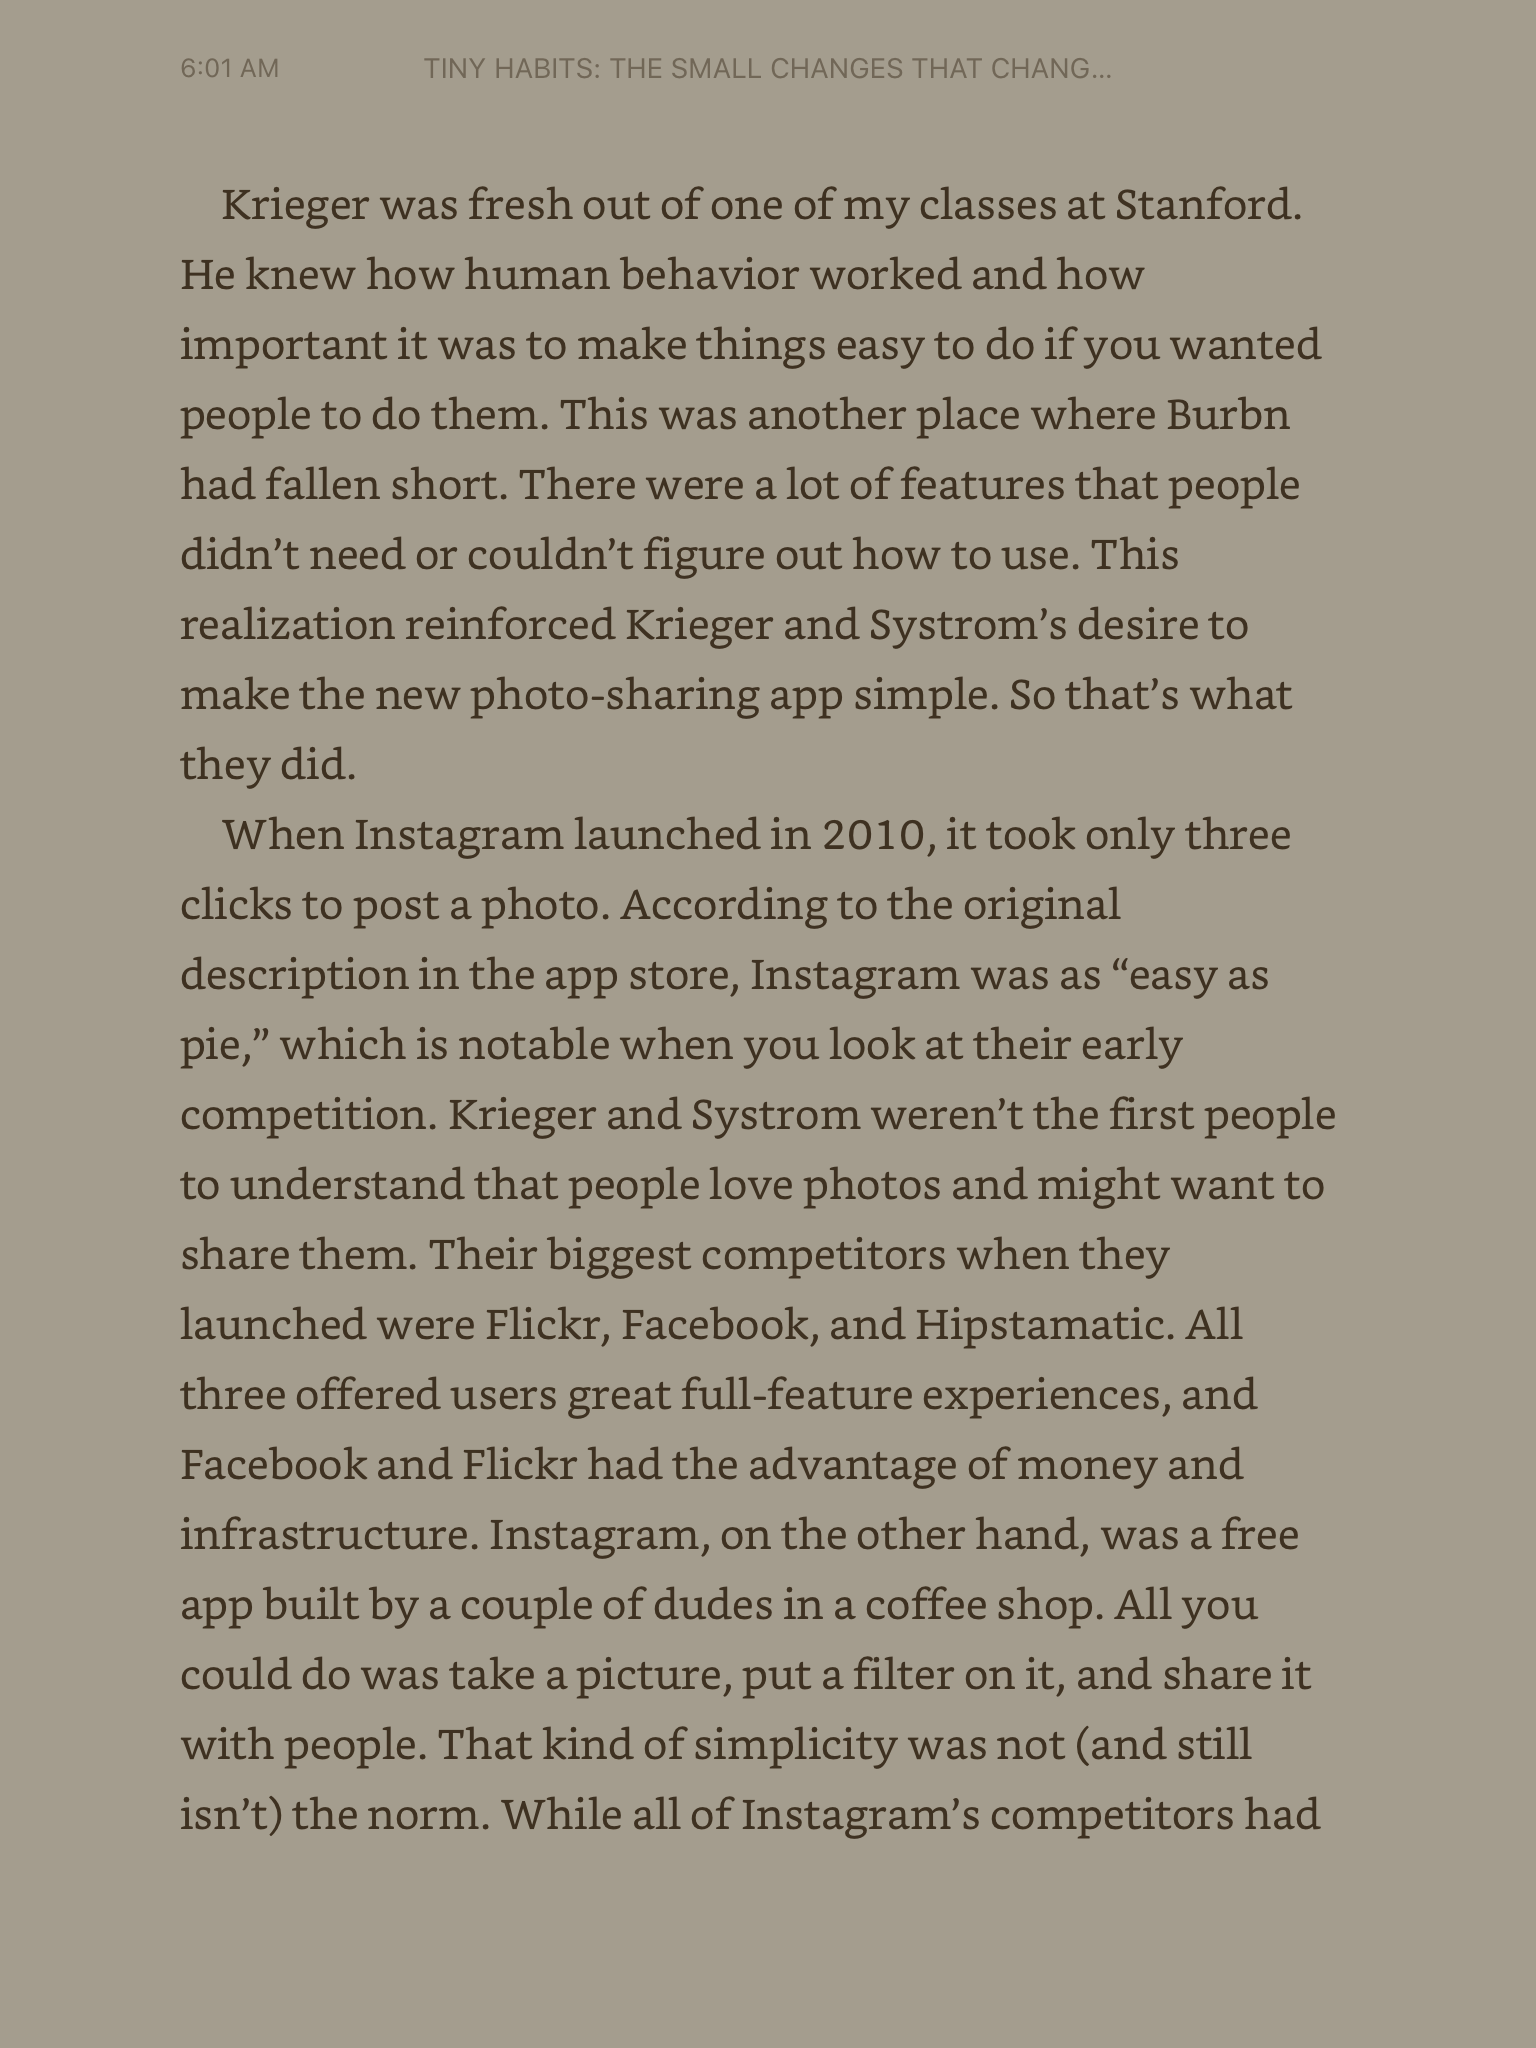 6:01 AM
TINY HABITS: THE SMALL CHANGES THAT CHANG...
Krieger was fresh out of one of my classes at Stanford.
He knew how human behavior worked and how
important it was to make things easy to do if you wanted
people to do them. This was another place where Burbn
had fallen short. There were a lot of features that people
didn’t need or couldn’t figure out how to use. This
realization reinforced Krieger and Systrom’s desire to
make the new photo-sharing app simple. So that’s what
they did.
When Instagram launched in 2010, it took only three
clicks to post a photo. According to the original
description in the app store, Instagram was as “easy as
pie,” which is notable when you look at their early
competition. Krieger and Systrom weren’t the first people
to understand that people love photos and might want to
share them. Their biggest competitors when they
launched were Flickr, Facebook, and Hipstamatic. All
three offered users great full-feature experiences, and
Facebook and Flickr had the advantage of money and
infrastructure. Instagram, on the other hand, was a free
app built by a couple of dudes in a coffee shop. All you
could do was take a picture, put a filter on it, and share it
with people. That kind of simplicity was not (and still
isn’t) the norm. While all of Instagram’s competitors had